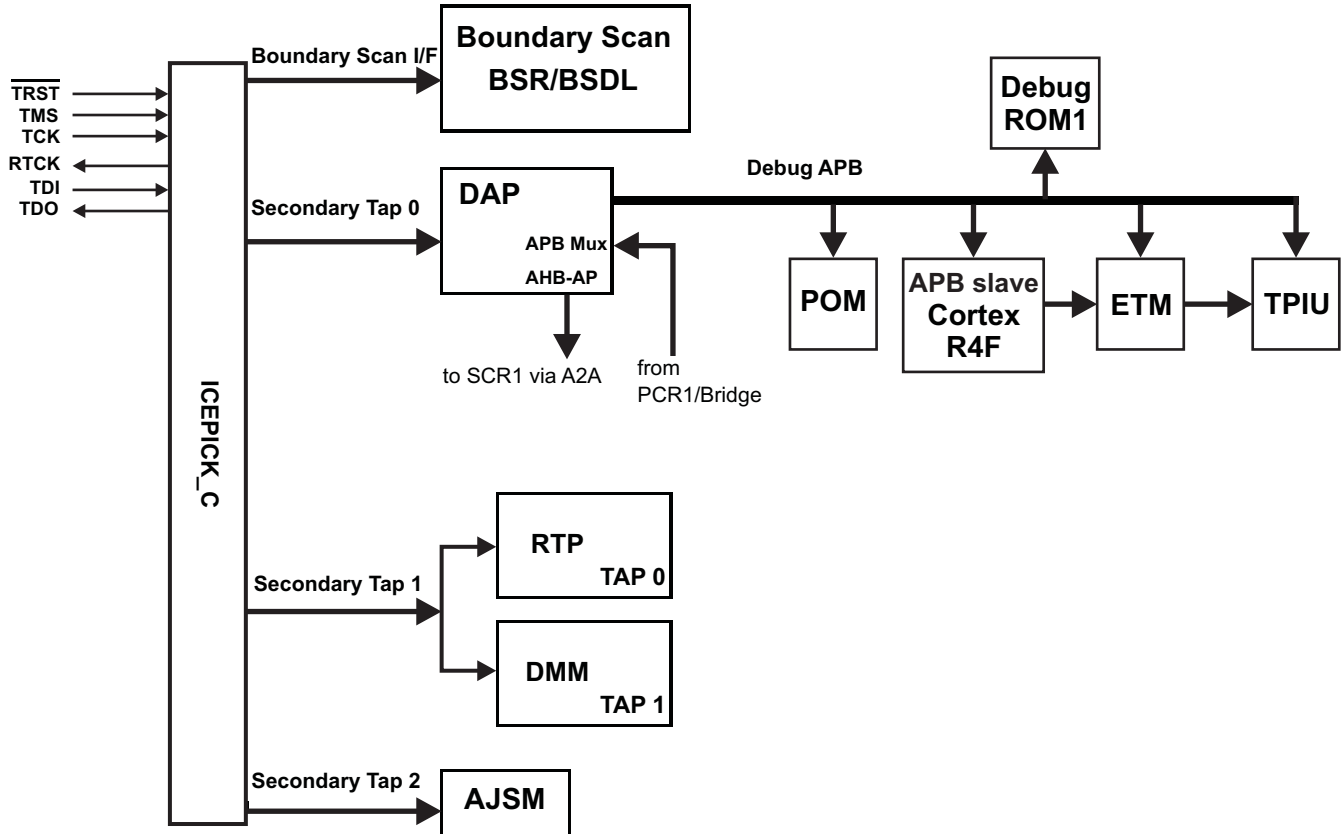 Boundary Scan I/F
Boundary Scan
BSR/BSDL
TRST
TMS
TCK
RTCK
TDI
TDO
ICEPICK_C
Secondary Tap 0
DAP
APB Mux
AHB-AP
to SCR1 via A2A
from
PCR1/Bridge
Debug APB
Debug
ROM1
POM
APB slave
Cortex
R4F
ETM
TPIU
Secondary Tap 1
RTP
TAP 0
DMM
TAP 1
Secondary Tap 2
AJSM